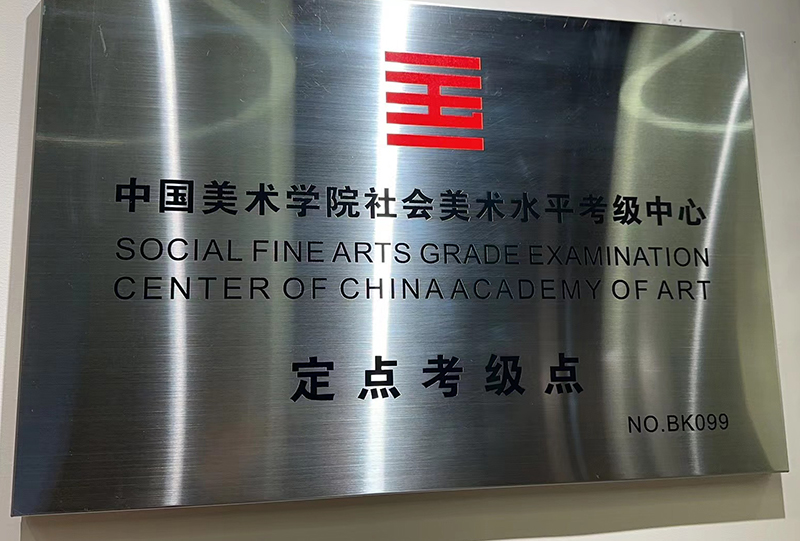 中国美术学院社会美术水平考级中心
SOCIAL FINE ARTS GRADE EXAMINATION
CENTER OF CHINA ACADEMY OF ART
定点考级点
NO.BK099